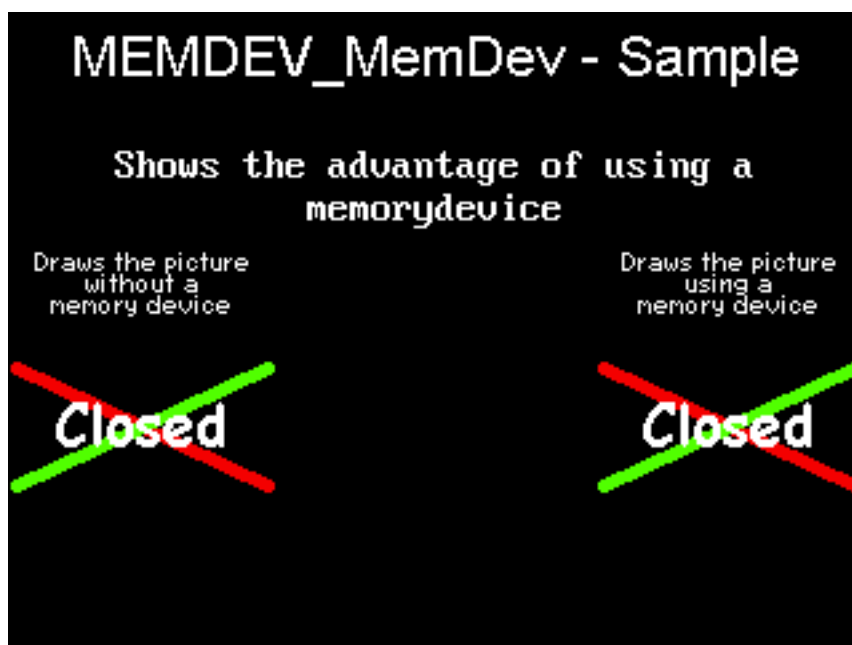 MEMDEV_MemDev - Sample
Shows the advantage of using a
memorydevice
Draws the picture
without a
memory device
Draws the picture
using a
memory device
Closed
Closed